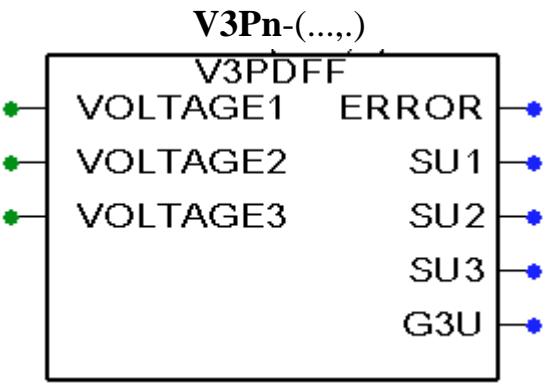 V3Pn-(...,.)
V3PDFF
VOLTAGE1 ERROR
VOLTAGE2 SU1
VOLTAGE3 SU2
SU3
G3U